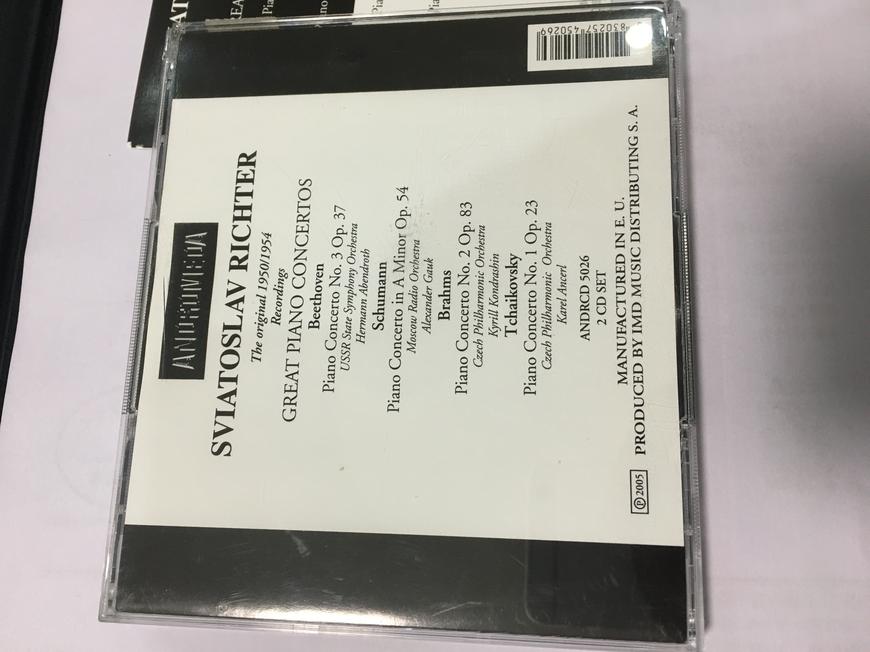 ANDROMEDA
SVIATOSLAV RICHTER
The original 1950/1954
Recordings
GREAT PIANO CONCERTOS
Beethoven
Piano Concerto No. 3 Op. 37
USSR State Symphony Orchestra
Hermann Abendroth
Schumann
Piano Concerto in A Minor Op. 54
Moscow Radio Orchestra
Alexander Gauk
Brahms
Piano Concerto No. 2 Op. 83
Czech Philharmonic Orchestra
Kyrill Kondrashin
Tchaikovsky
Piano Concerto No. 1 Op. 23
Czech Philharmonic Orchestra
Karel Ancerl
ANDRCD 5026
2 CD SET
MANUFACTURED IN E. U.
℗ 2005 PRODUCED BY IMD MUSIC DISTRIBUTING S. A.
830257 450269